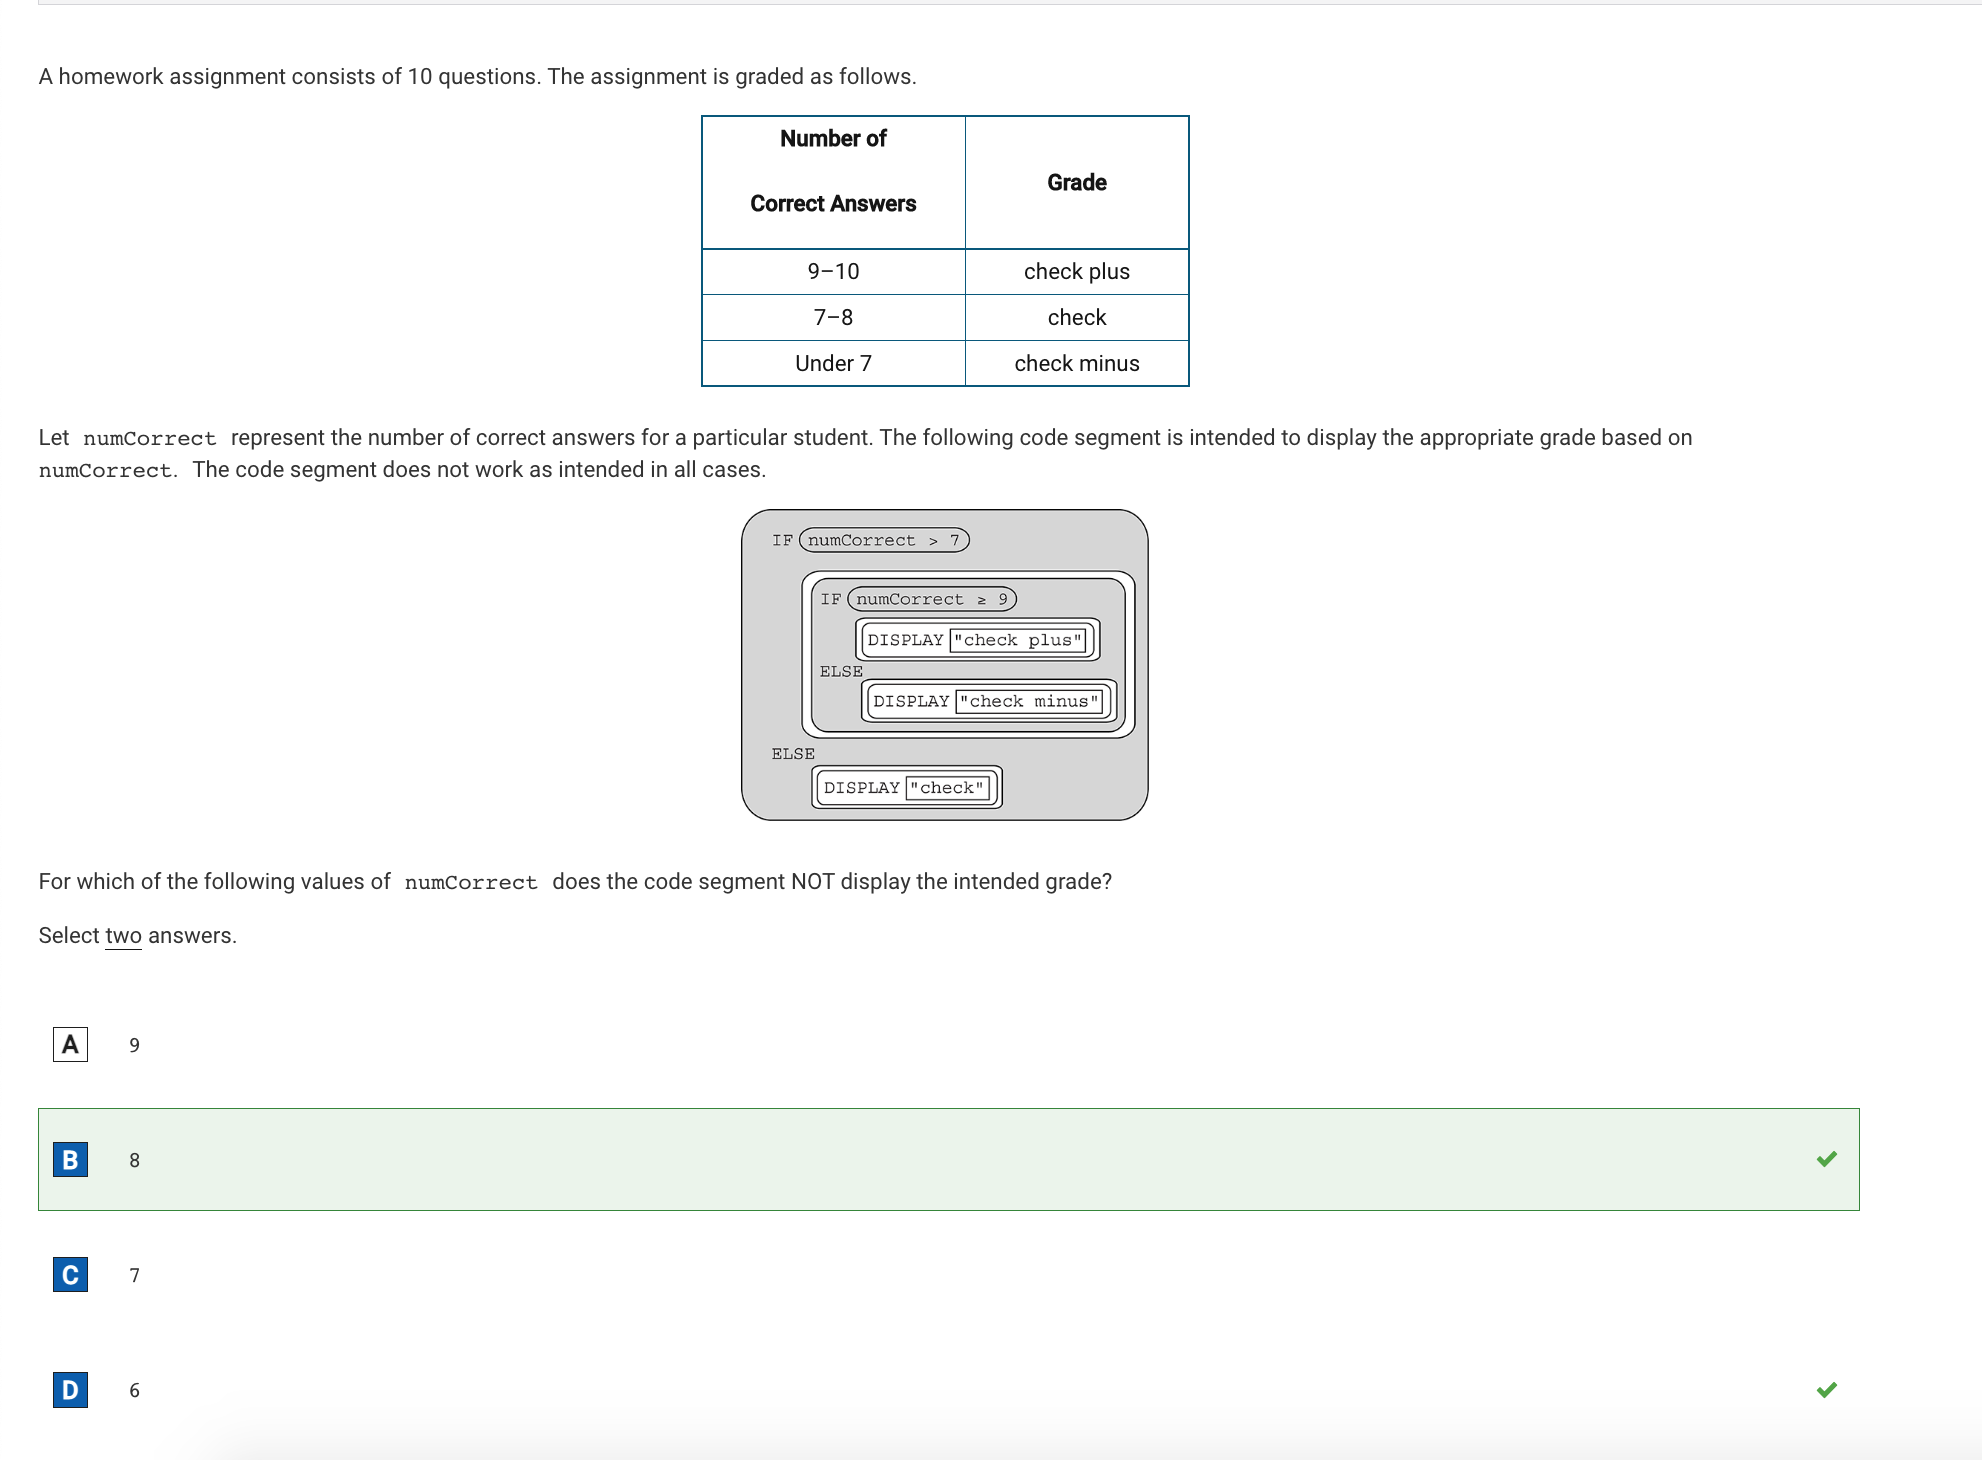 A homework assignment consists of 10 questions. The assignment is graded as follows.
Number of
Correct Answers
Grade
9–10 check plus
7–8 check
Under 7 check minus
Let numCorrect represent the number of correct answers for a particular student. The following code segment is intended to display the appropriate grade based on
numCorrect. The code segment does not work as intended in all cases.
IF numCorrect > 7
IF numCorrect ≥ 9
DISPLAY "check plus"
ELSE
DISPLAY "check minus"
ELSE
DISPLAY "check"
For which of the following values of numCorrect does the code segment NOT display the intended grade?
Select two answers.
A 9
B 8
C 7
D 6